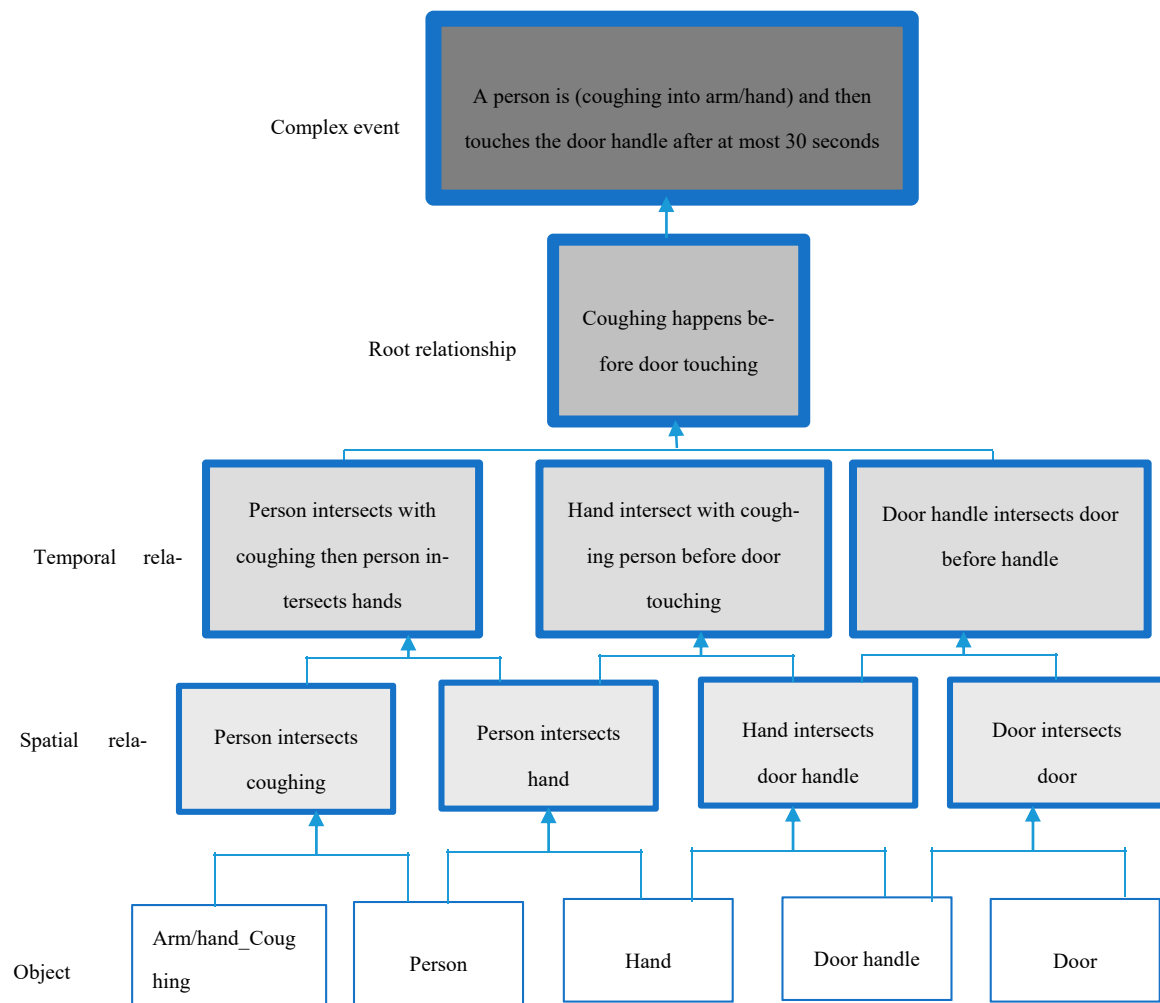 A person is (coughing into arm/hand) and then
touches the door handle after at most 30 seconds
Complex event
Coughing happens be-
fore door touching
Root relationship
Person intersects with
coughing then person in-
tersects hands
Hand intersect with cough-
ing person before door
touching
Door handle intersects door
before handle
Temporal rela-
Person intersects
coughing
Person intersects
hand
Hand intersects
door handle
Door intersects
door
Spatial rela-
Arm/hand_Coug
hing
Person
Hand
Door handle
Door
Object